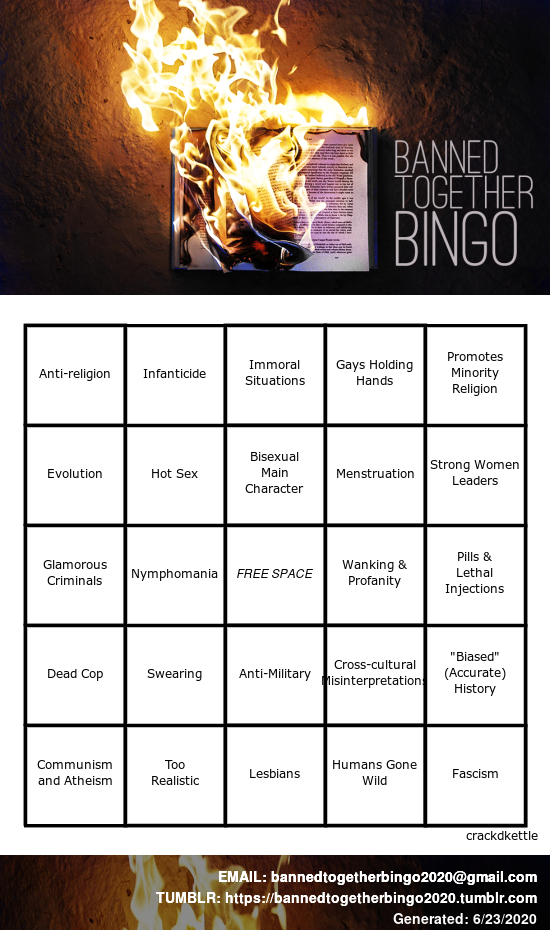 BANNED
TOGETHER
BINGO
Anti-religion
Infanticide
Immoral
Situations
Gays Holding
Hands
Promotes
Minority
Religion
Evolution
Hot Sex
Bisexual
Main
Character
Menstruation
Strong Women
Leaders
Glamorous
Criminals
Nymphomania
FREE SPACE
Wanking &
Profanity
Pills &
Lethal
Injections
Dead Cop
Swearing
Anti-Military
Cross-cultural
Misinterpretations
"Biased"
(Accurate)
History
Communism
and Atheism
Too
Realistic
Lesbians
Humans Gone
Wild
Fascism
crackdkettle
EMAIL: bannedtogetherbingo2020@gmail.com
TUMBLR: https://bannedtogetherbingo2020.tumblr.com
Generated: 6/23/2020